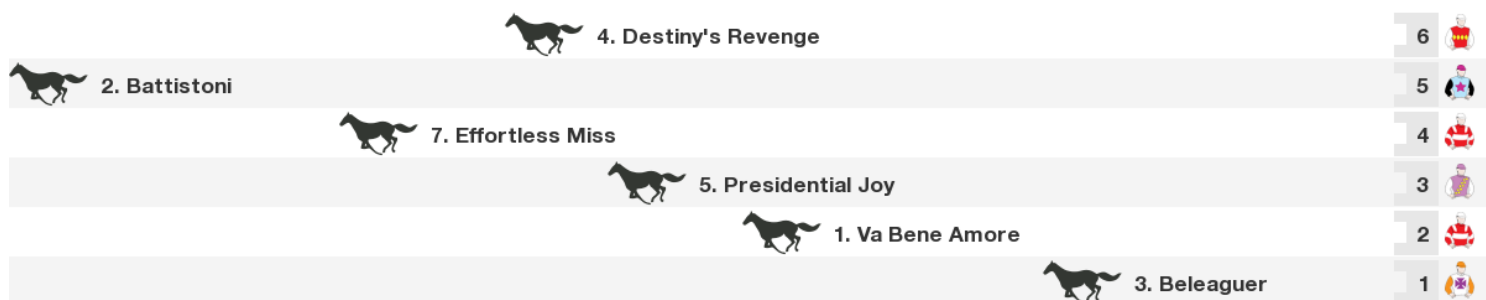 4. Destiny's Revenge 6
2. Battistoni 5
7. Effortless Miss 4
5. Presidential Joy 3
1. Va Bene Amore 2
3. Beleaguer 1